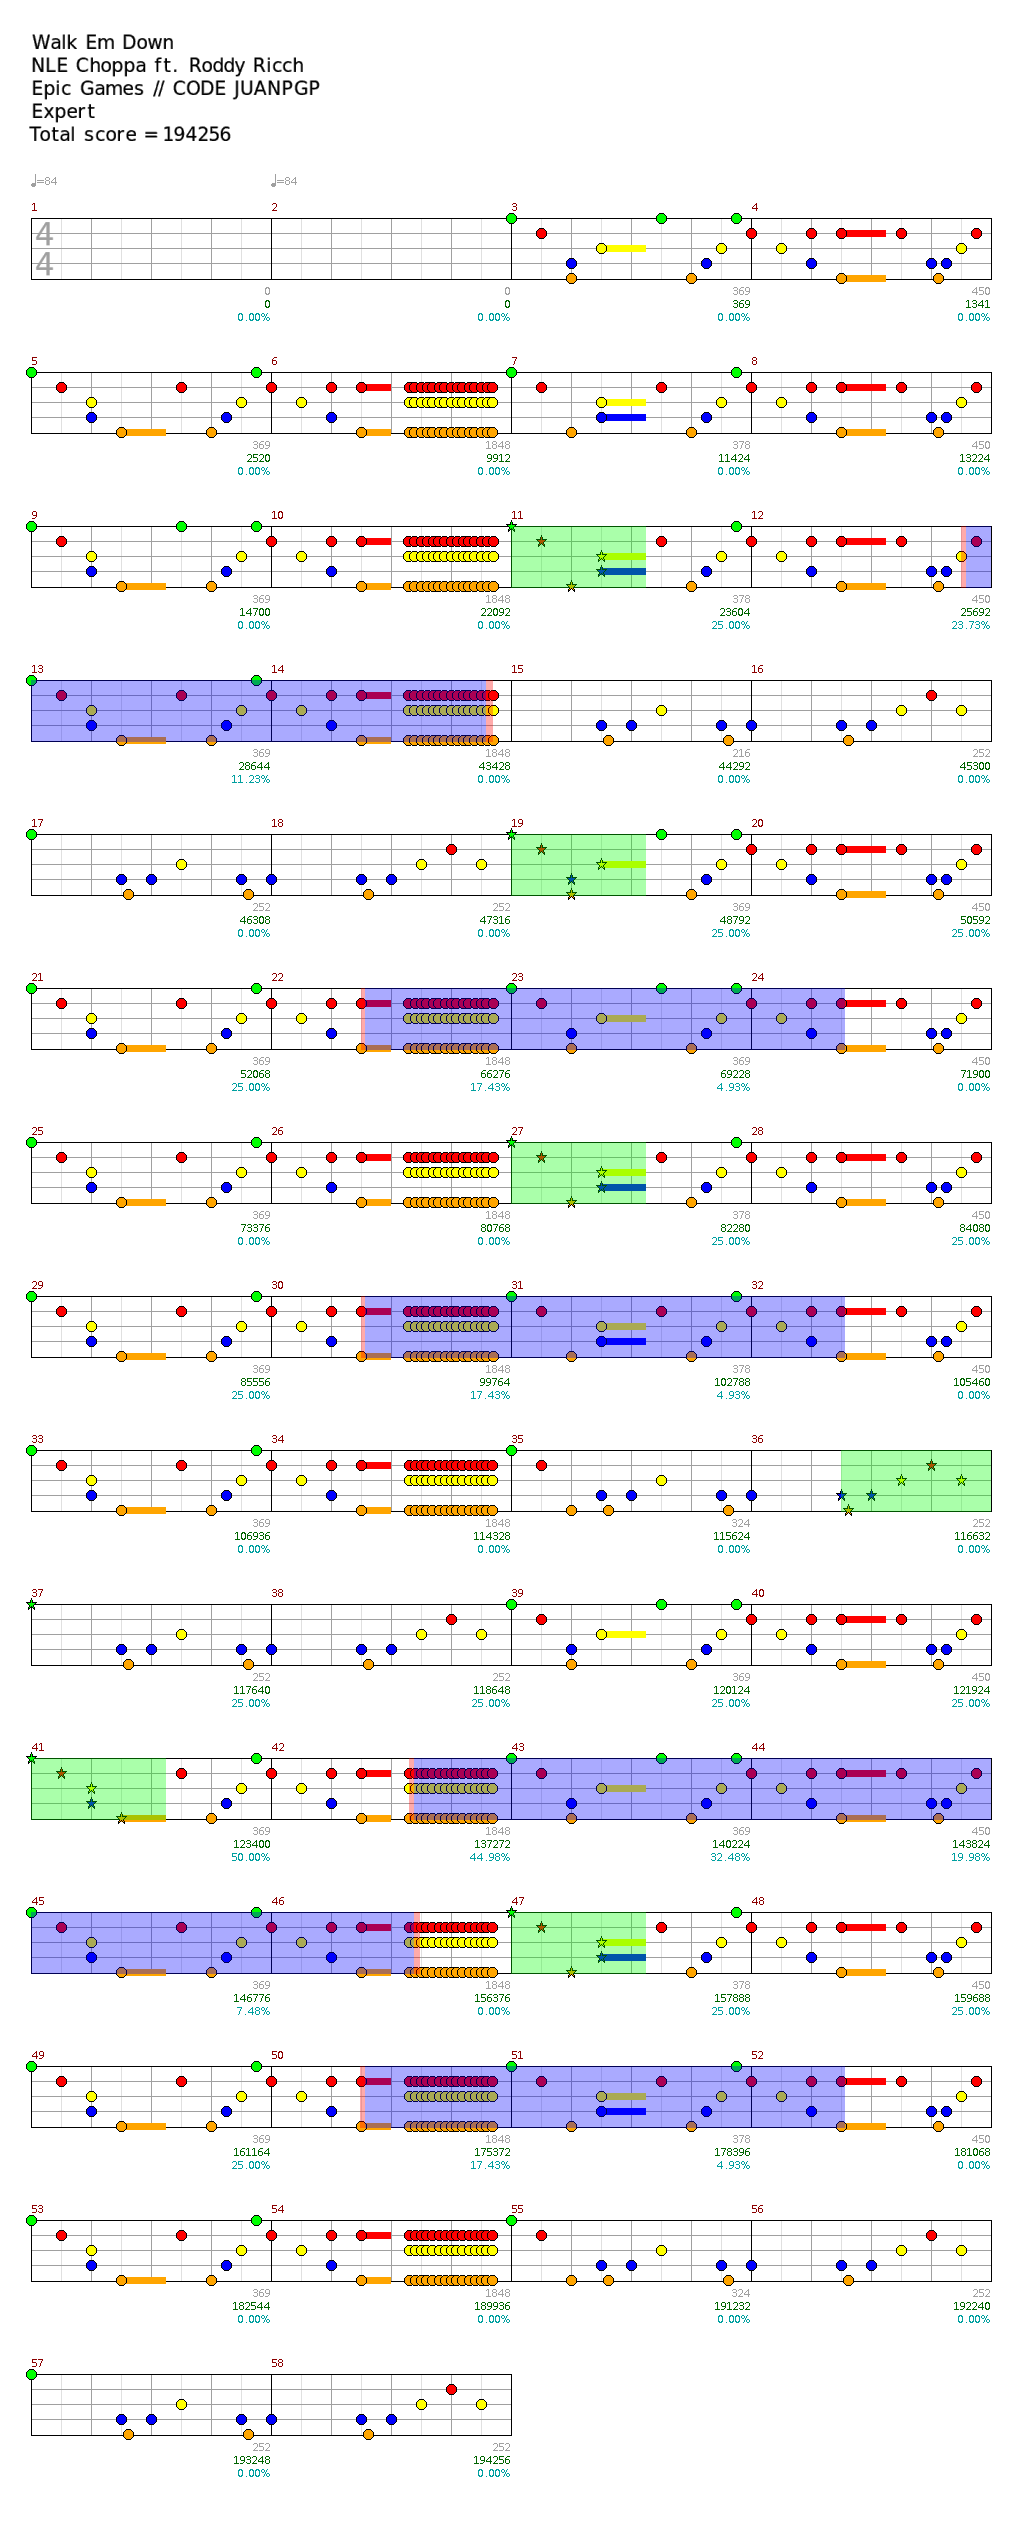 Walk Em Down
NLE Choppa ft. Roddy Ricch
Epic Games // CODE JUANPGP
Expert
Total score = 194256
♩=84 ♩=84
1 2 3 4
4
4
0 0 369 450
0 0 369 1341
0.00% 0.00% 0.00% 0.00%
5 6 7 8
369 1848 378 450
2520 9912 11424 13224
0.00% 0.00% 0.00% 0.00%
9 10 11 12
369 1848 378 450
14700 22092 23604 25692
0.00% 0.00% 25.00% 23.73%
13 14 15 16
369 1848 216 252
28644 43428 44292 45300
11.23% 0.00% 0.00% 0.00%
17 18 19 20
252 252 369 450
46308 47316 48792 50592
0.00% 0.00% 25.00% 25.00%
21 22 23 24
369 1848 369 450
52068 66276 69228 71900
25.00% 17.43% 4.93% 0.00%
25 26 27 28
369 1848 378 450
73376 80768 82280 84080
0.00% 0.00% 25.00% 25.00%
29 30 31 32
369 1848 378 450
85556 99764 102788 105460
25.00% 17.43% 4.93% 0.00%
33 34 35 36
369 1848 324 252
106936 114328 115624 116632
0.00% 0.00% 0.00% 0.00%
37 38 39 40
252 252 369 450
117640 118648 120124 121924
25.00% 25.00% 25.00% 25.00%
41 42 43 44
369 1848 369 450
123400 137272 140224 143824
50.00% 44.98% 32.48% 19.98%
45 46 47 48
369 1848 378 450
146776 156376 157888 159688
7.48% 0.00% 25.00% 25.00%
49 50 51 52
369 1848 378 450
161164 175372 178396 181068
25.00% 17.43% 4.93% 0.00%
53 54 55 56
369 1848 324 252
182544 189936 191232 192240
0.00% 0.00% 0.00% 0.00%
57 58
252 252
193248 194256
0.00% 0.00%